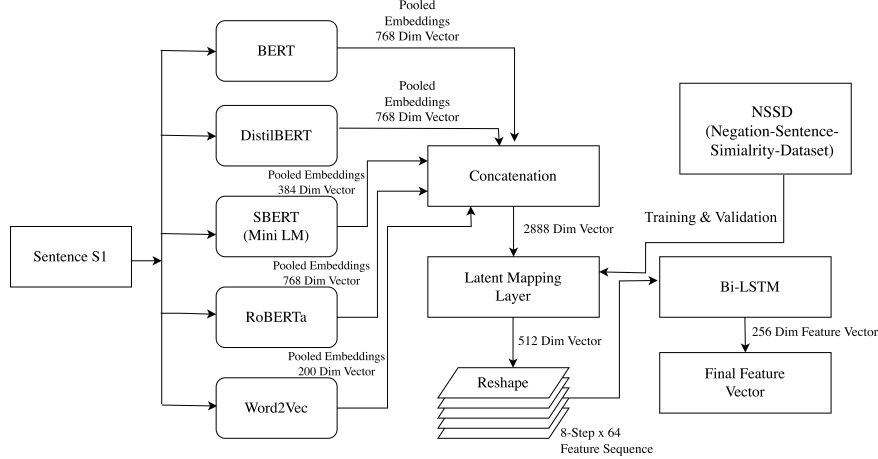 Pooled
Embeddings
768 Dim Vector
BERT
Pooled
Embeddings
768 Dim Vector
DistilBERT
NSSD
(Negation-Sentence-
Simialrity-Dataset)
Concatenation
Pooled Embeddings
384 Dim Vector
SBERT
(Mini LM)
Training & Validation
2888 Dim Vector
Sentence S1
Pooled Embeddings
768 Dim Vector
Latent Mapping
Layer
Bi-LSTM
RoBERTa
512 Dim Vector
256 Dim Feature Vector
Pooled Embeddings
200 Dim Vector
Reshape
Final Feature
Vector
Word2Vec
8-Step x 64
Feature Sequence